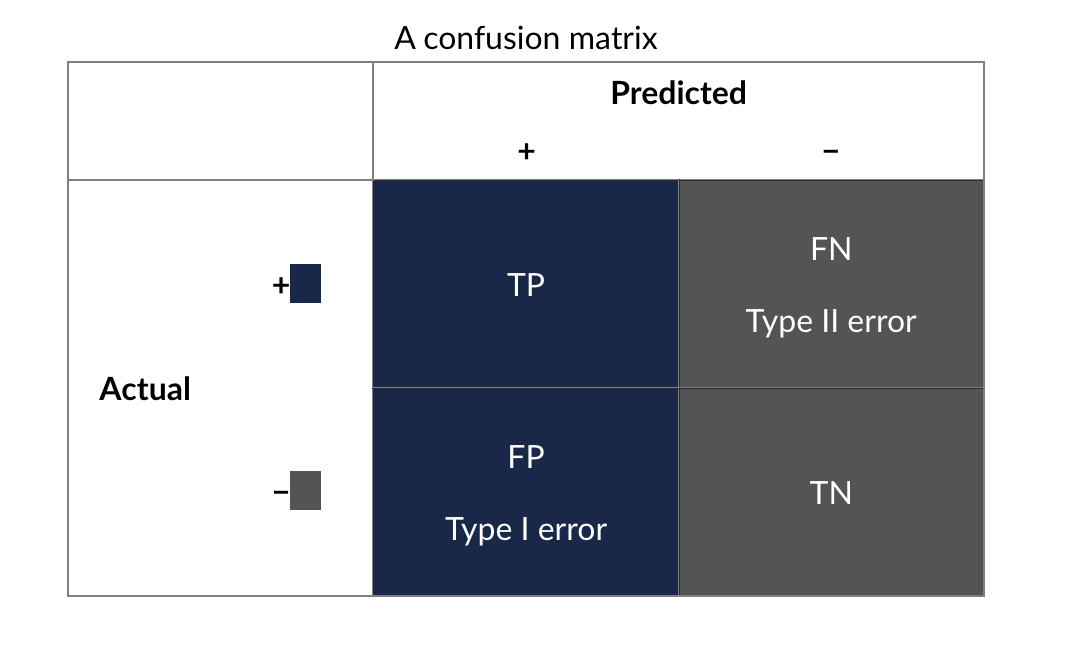 A confusion matrix
Predicted
+ −
+
TP
FN
Type II error
Actual
−
FP
Type I error
TN